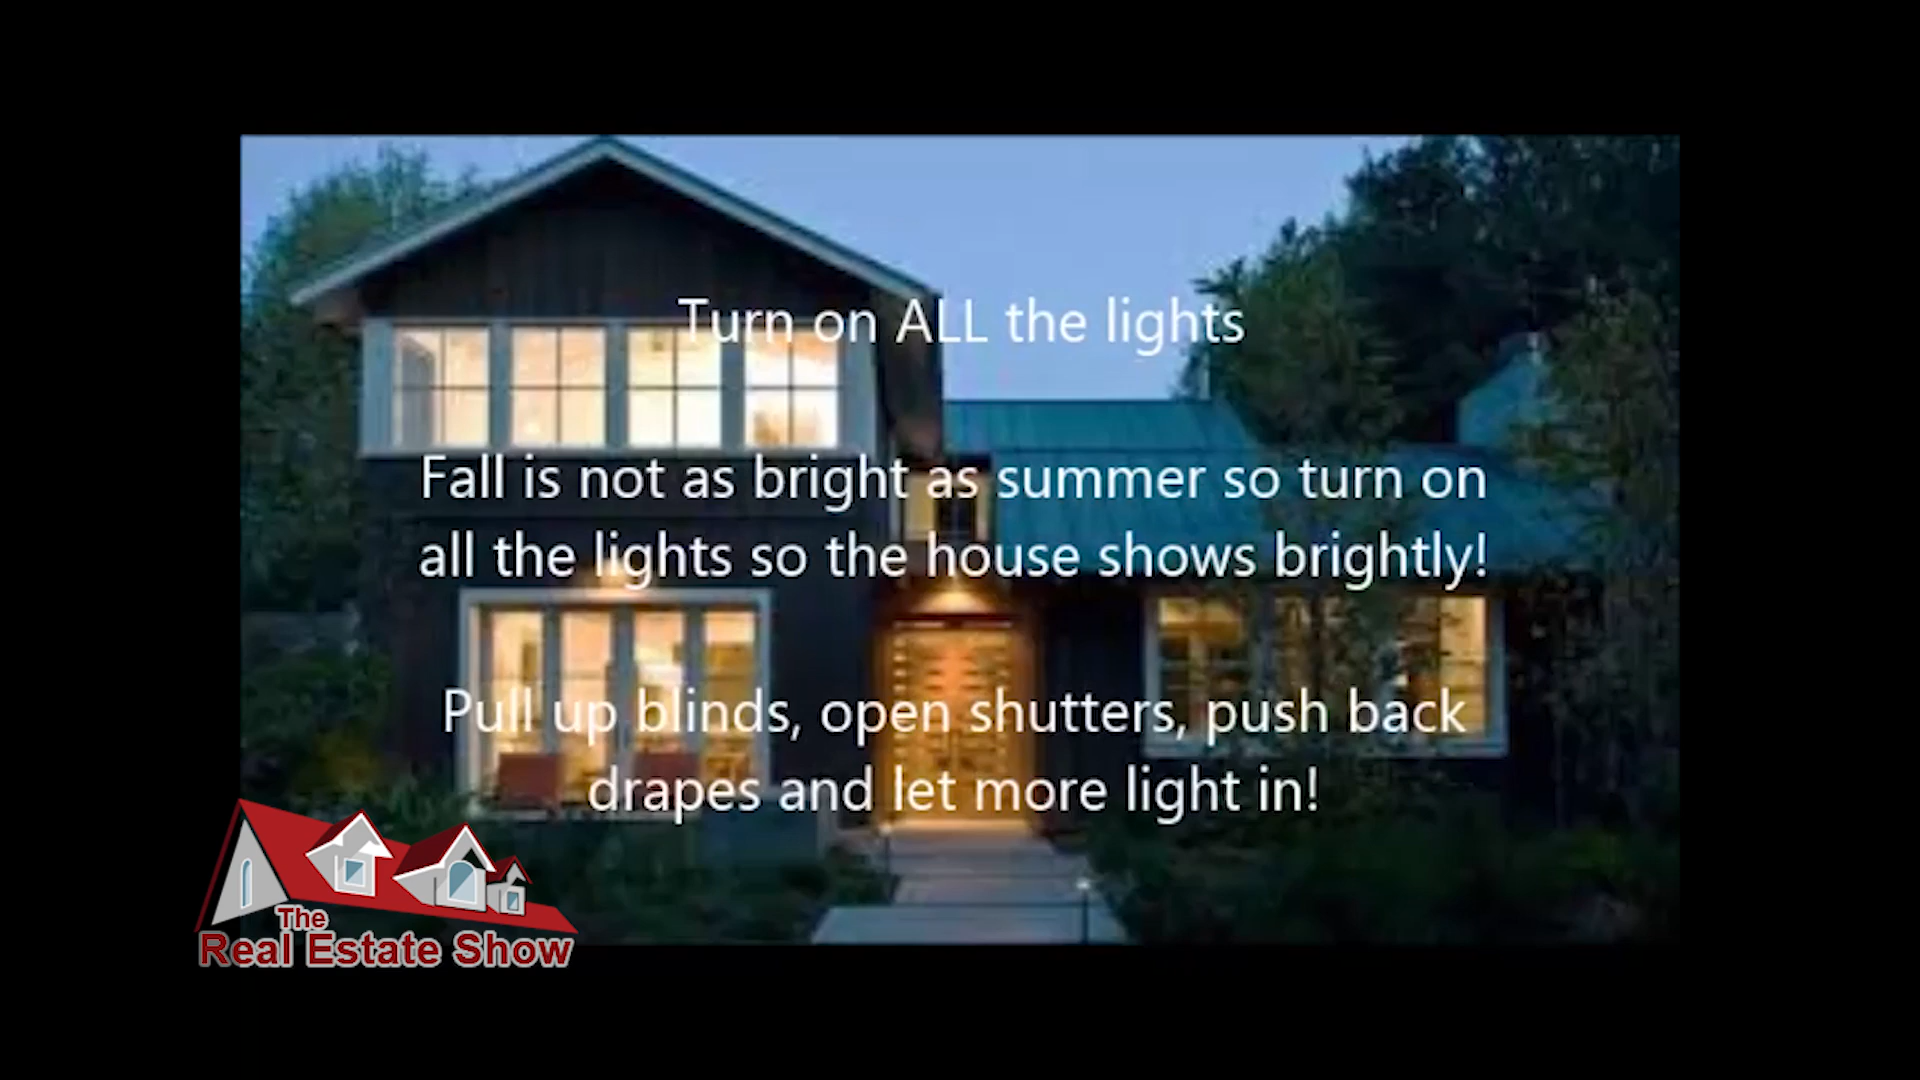 Turn on ALL the lights
Fall is not as bright as summer so turn on
all the lights so the house shows brightly!
Pull up blinds, open shutters, push back
drapes and let more light in!
The
Real Estate Show